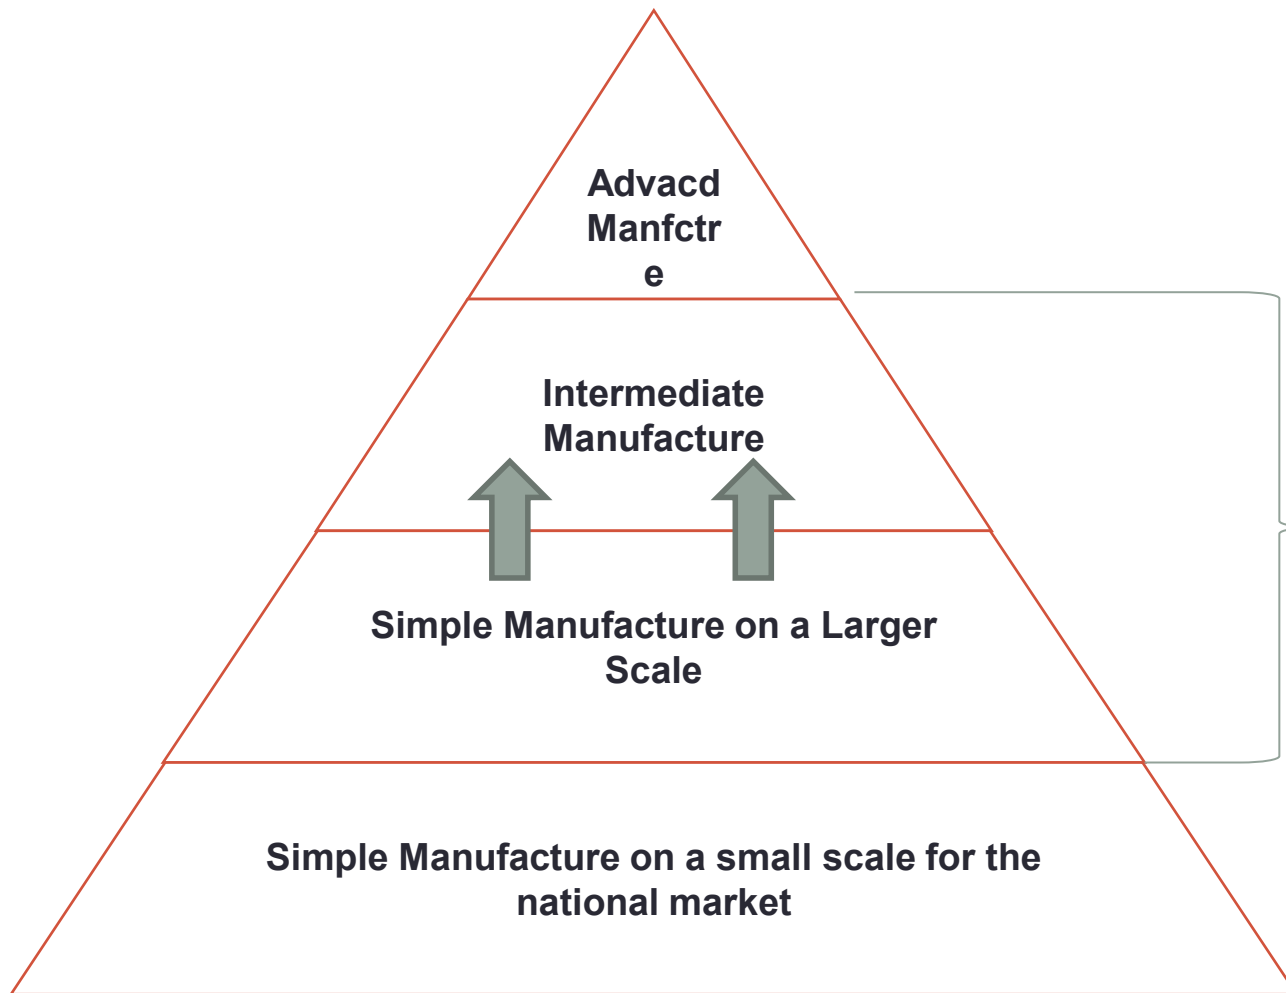 Advacd
Manfctr
e
Intermediate
Manufacture
Simple Manufacture on a Larger
Scale
Simple Manufacture on a small scale for the
national market